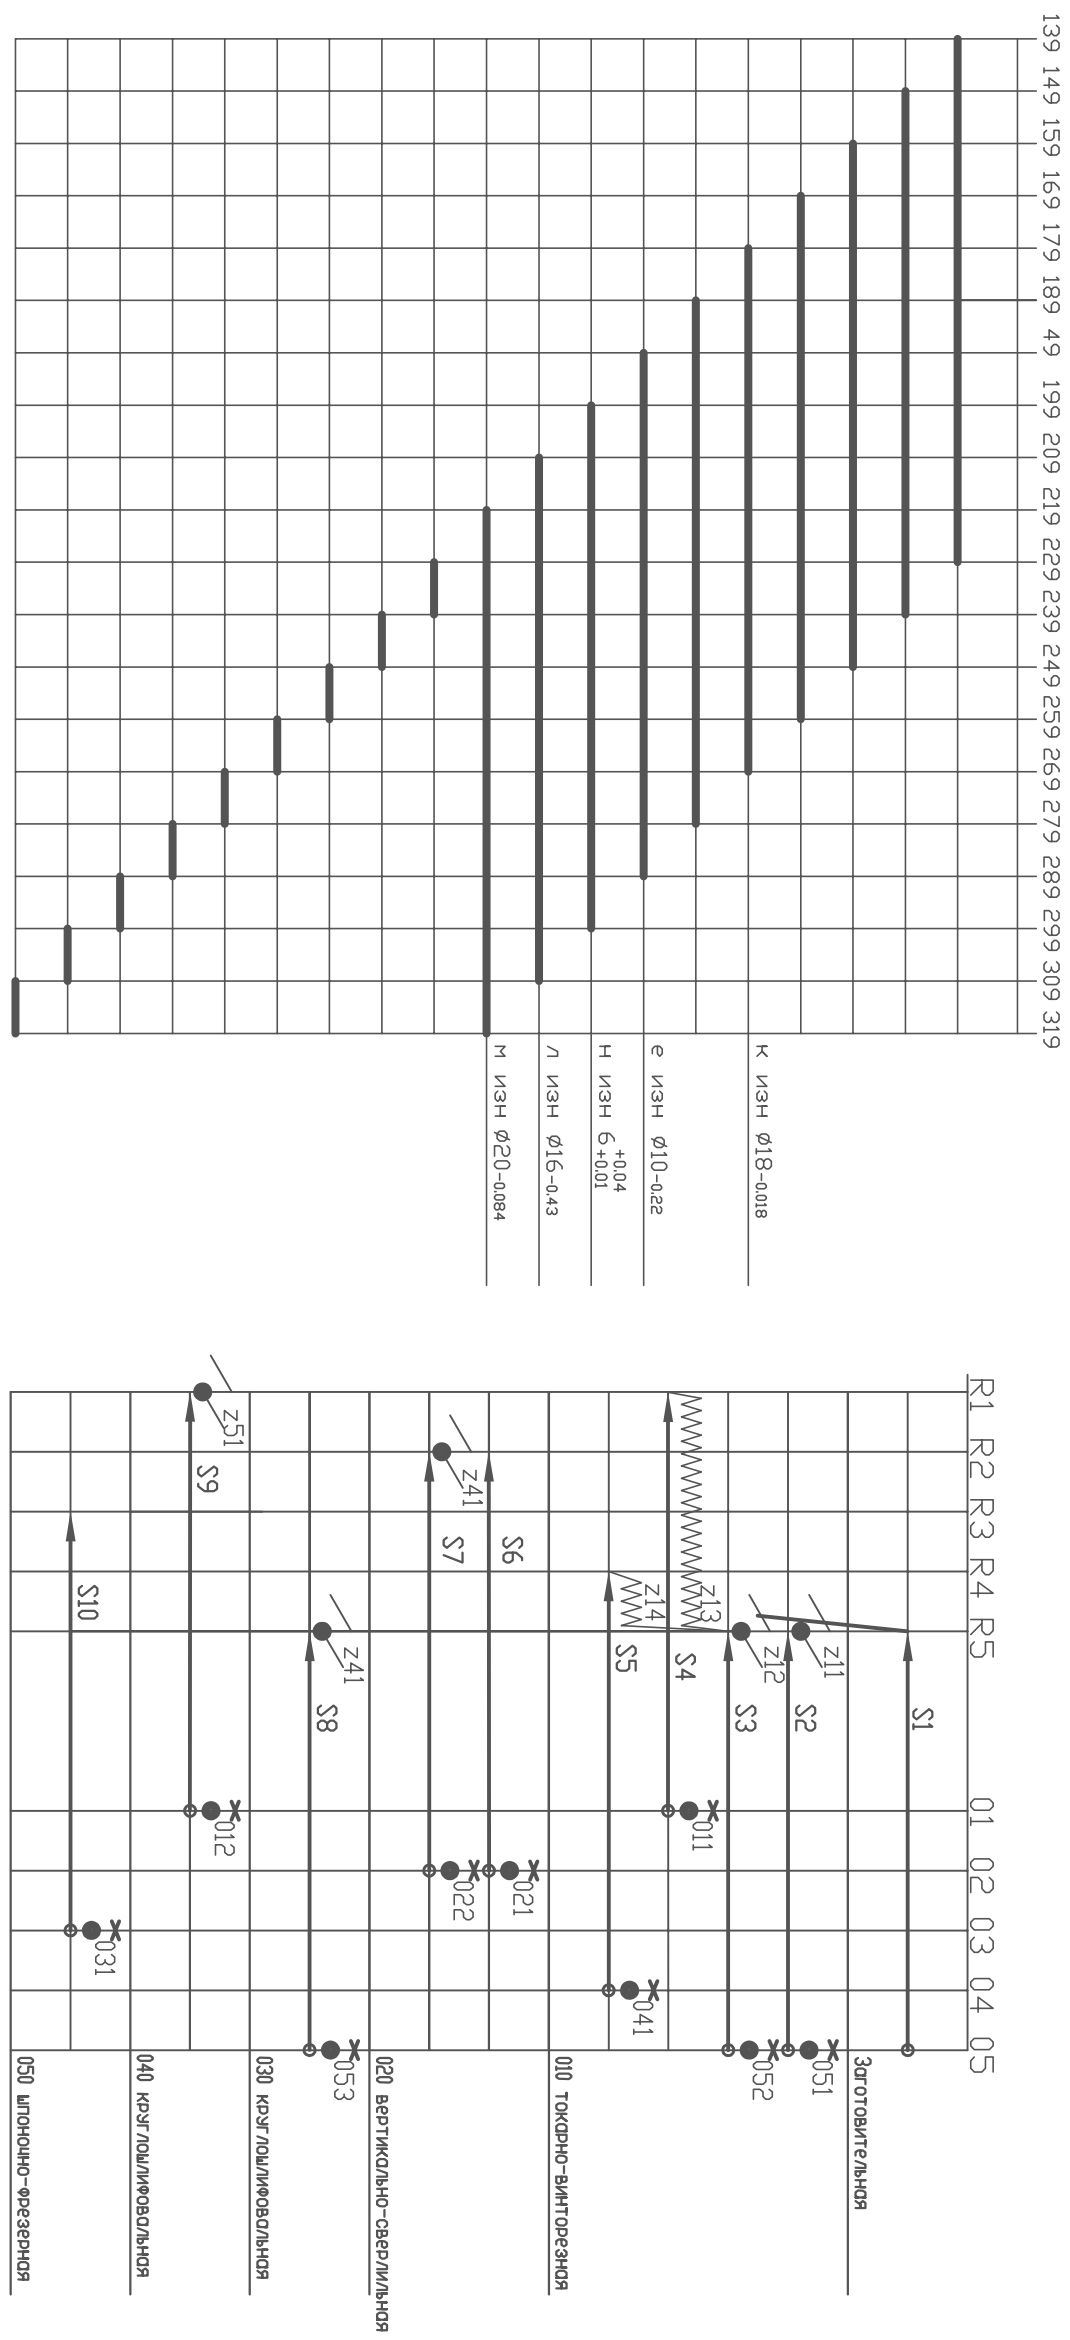 139 149 159 169 179 189 49 199 209 219 229 239 249 259 269 279 289 299 309 319
к изн Ø18-0.018
е изн Ø10-0.22
н изн 6 +0.04 +0.01
л изн Ø16-0.43
м изн Ø20-0.084
R1 R2 R3 R4 R5 01 02 03 04 05
S1
Заготовительная
z11
S2
051
z12
S3
052
z13
S4
011
z14
S5
041
010 токарно-винторезная
S6
021
z41
S7
022
020 вертикально-сверлильная
z41
S8
053
030 круглошлифовальная
z51
S9
012
040 круглошлифовальная
S10
031
050 шпоночно-фрезерная